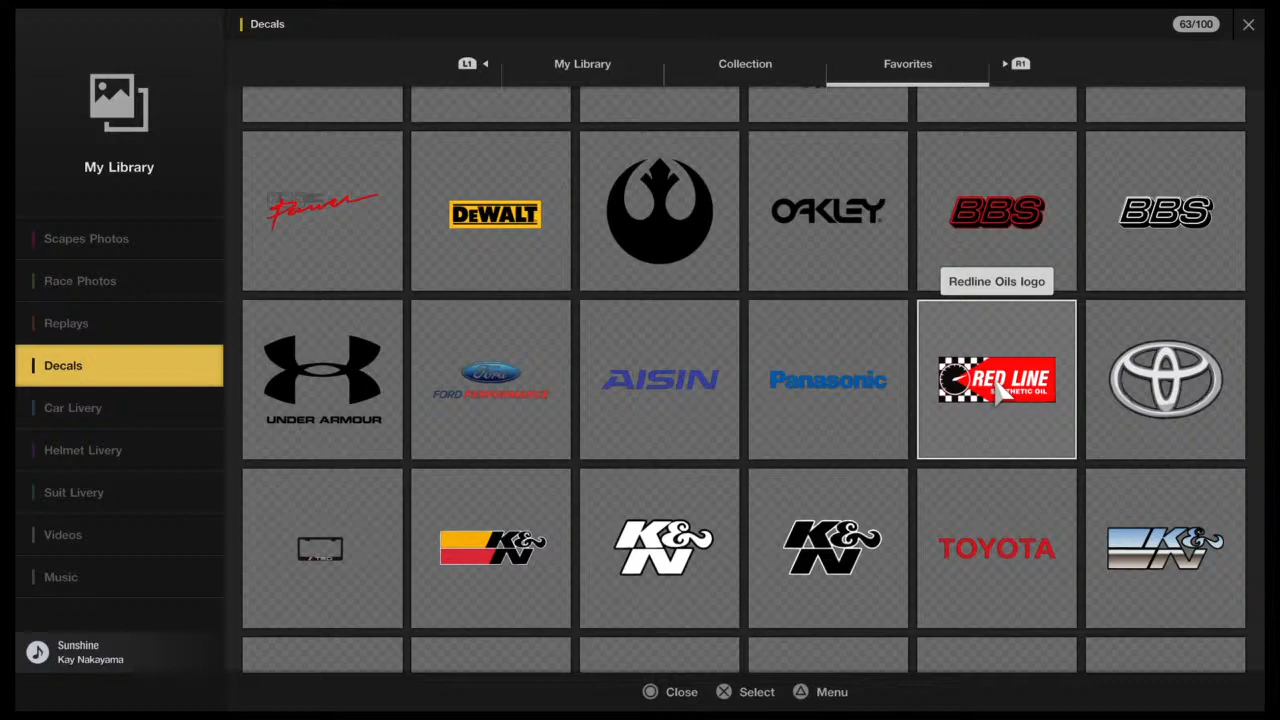 Decals
63/100
L1
My Library
Collection
Favorites
R1
My Library
Scapes Photos
Race Photos
Replays
Decals
Car Livery
Helmet Livery
Suit Livery
Videos
Music
Sunshine
Kay Nakayama
Power
DEWALT
OAKLEY
BBS
BBS
Redline Oils logo
UNDER ARMOUR
Ford
FORD PERFORMANCE
AISIN
Panasonic
RED LINE
SYNTHETIC OIL
K&N
K&N
K&N
TOYOTA
K&N
Close
Select
Menu